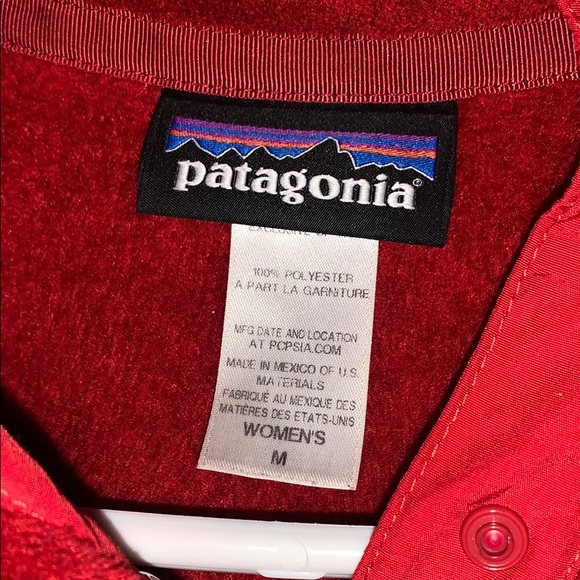 patagonia®
100% POLYESTER
A PART LA GARNITURE
MFG DATE AND LOCATION
AT PCPSIA.COM
MADE IN MEXICO OF U.S.
MATERIALS
FABRIQUÉ AU MEXIQUE DES
MATIÈRES DES ETATS-UNIS
WOMEN'S
M